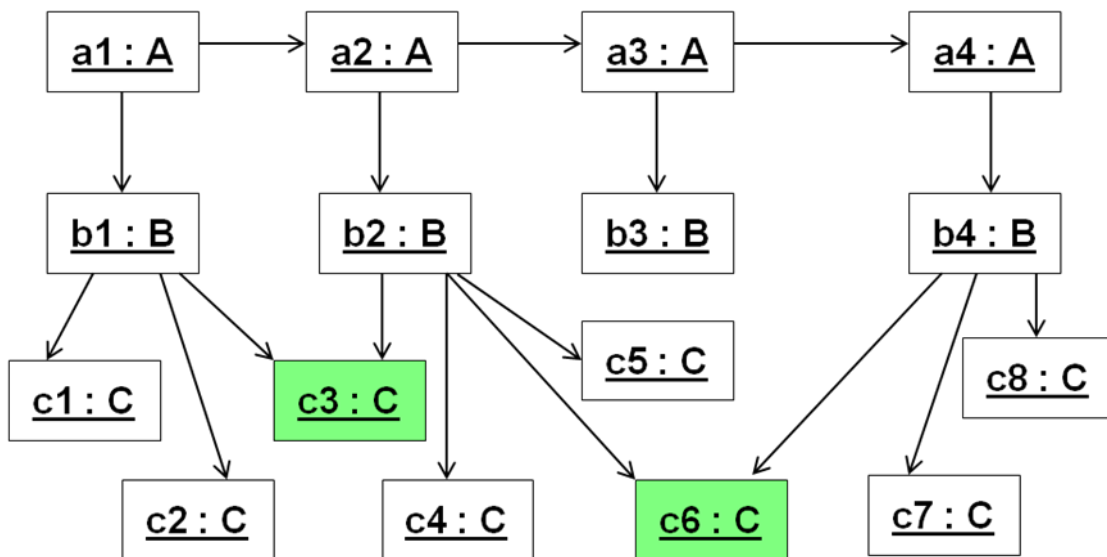 a1 : A
a2 : A
a3 : A
a4 : A
b1 : B
b2 : B
b3 : B
b4 : B
c1 : C
c3 : C
c5 : C
c8 : C
c2 : C
c4 : C
c6 : C
c7 : C